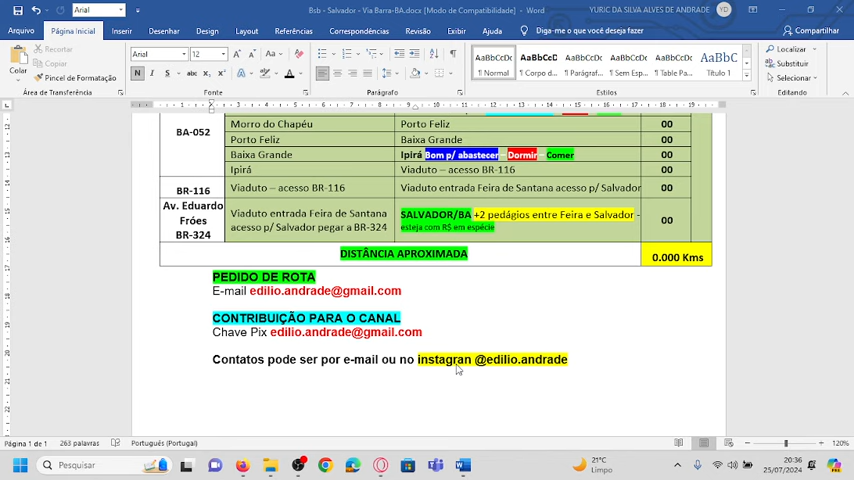 Arial
Bsb - Salvador - Via Barra-BA.docx [Modo de Compatibilidade] - Word
YURIC DA SILVA ALVES DE ANDRADE
YD
Arquivo
Página Inicial
Inserir
Design
Layout
Referências
Correspondências
Revisão
Exibir
Ajuda
Diga-me o que você deseja fazer
Compartilhar
Colar
Recortar
Copiar
Pincel de Formatação
Arial
12
Aa
N I S abc x₂ x²
AaBbCcDc
AaBbCcDc
AaBbCcDc
AaBbCcDc
AaBbCcDc
AaBbC
¶ Normal
¶ Corpo d...
¶ Parágraf...
¶ Sem Esp...
¶ Table Pa...
Título 1
Localizar
Substituir
Selecionar
Área de Transferência
Fonte
Parágrafo
Estilos
Editando
BA-052
Morro do Chapéu
Porto Feliz
00
Porto Feliz
Baixa Grande
00
Baixa Grande
Ipirá Bom p/ abastecer – Dormir – Comer
00
Ipirá
Viaduto – acesso BR-116
00
BR-116
Viaduto – acesso BR-116
Viaduto entrada Feira de Santana acesso p/ Salvador
00
Av. Eduardo
Fróes
BR-324
Viaduto entrada Feira de Santana
acesso p/ Salvador pegar a BR-324
SALVADOR/BA +2 pedágios entre Feira e Salvador -
esteja com R$ em espécie
00
DISTÂNCIA APROXIMADA
0.000 Kms
PEDIDO DE ROTA
E-mail edilio.andrade@gmail.com
CONTRIBUIÇÃO PARA O CANAL
Chave Pix edilio.andrade@gmail.com
Contatos pode ser por e-mail ou no instagran @edilio.andrade
Página 1 de 1
263 palavras
Português (Portugal)
120%
Pesquisar
21°C
Limpo
20:36
25/07/2024